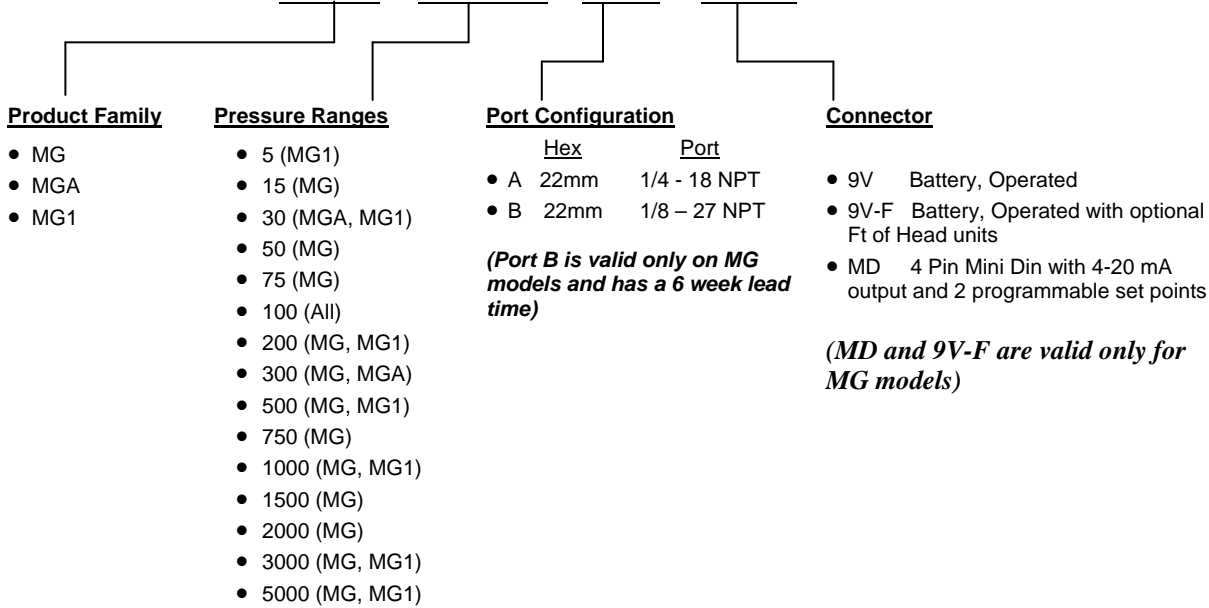 Product Family
• MG
• MGA
• MG1
Pressure Ranges
• 5 (MG1)
• 15 (MG)
• 30 (MGA, MG1)
• 50 (MG)
• 75 (MG)
• 100 (All)
• 200 (MG, MG1)
• 300 (MG, MGA)
• 500 (MG, MG1)
• 750 (MG)
• 1000 (MG, MG1)
• 1500 (MG)
• 2000 (MG)
• 3000 (MG, MG1)
• 5000 (MG, MG1)
Port Configuration
Hex Port
• A 22mm 1/4 - 18 NPT
• B 22mm 1/8 – 27 NPT
(Port B is valid only on MG
models and has a 6 week lead
time)
Connector
• 9V Battery, Operated
• 9V-F Battery, Operated with optional
Ft of Head units
• MD 4 Pin Mini Din with 4-20 mA
output and 2 programmable set points
(MD and 9V-F are valid only for
MG models)